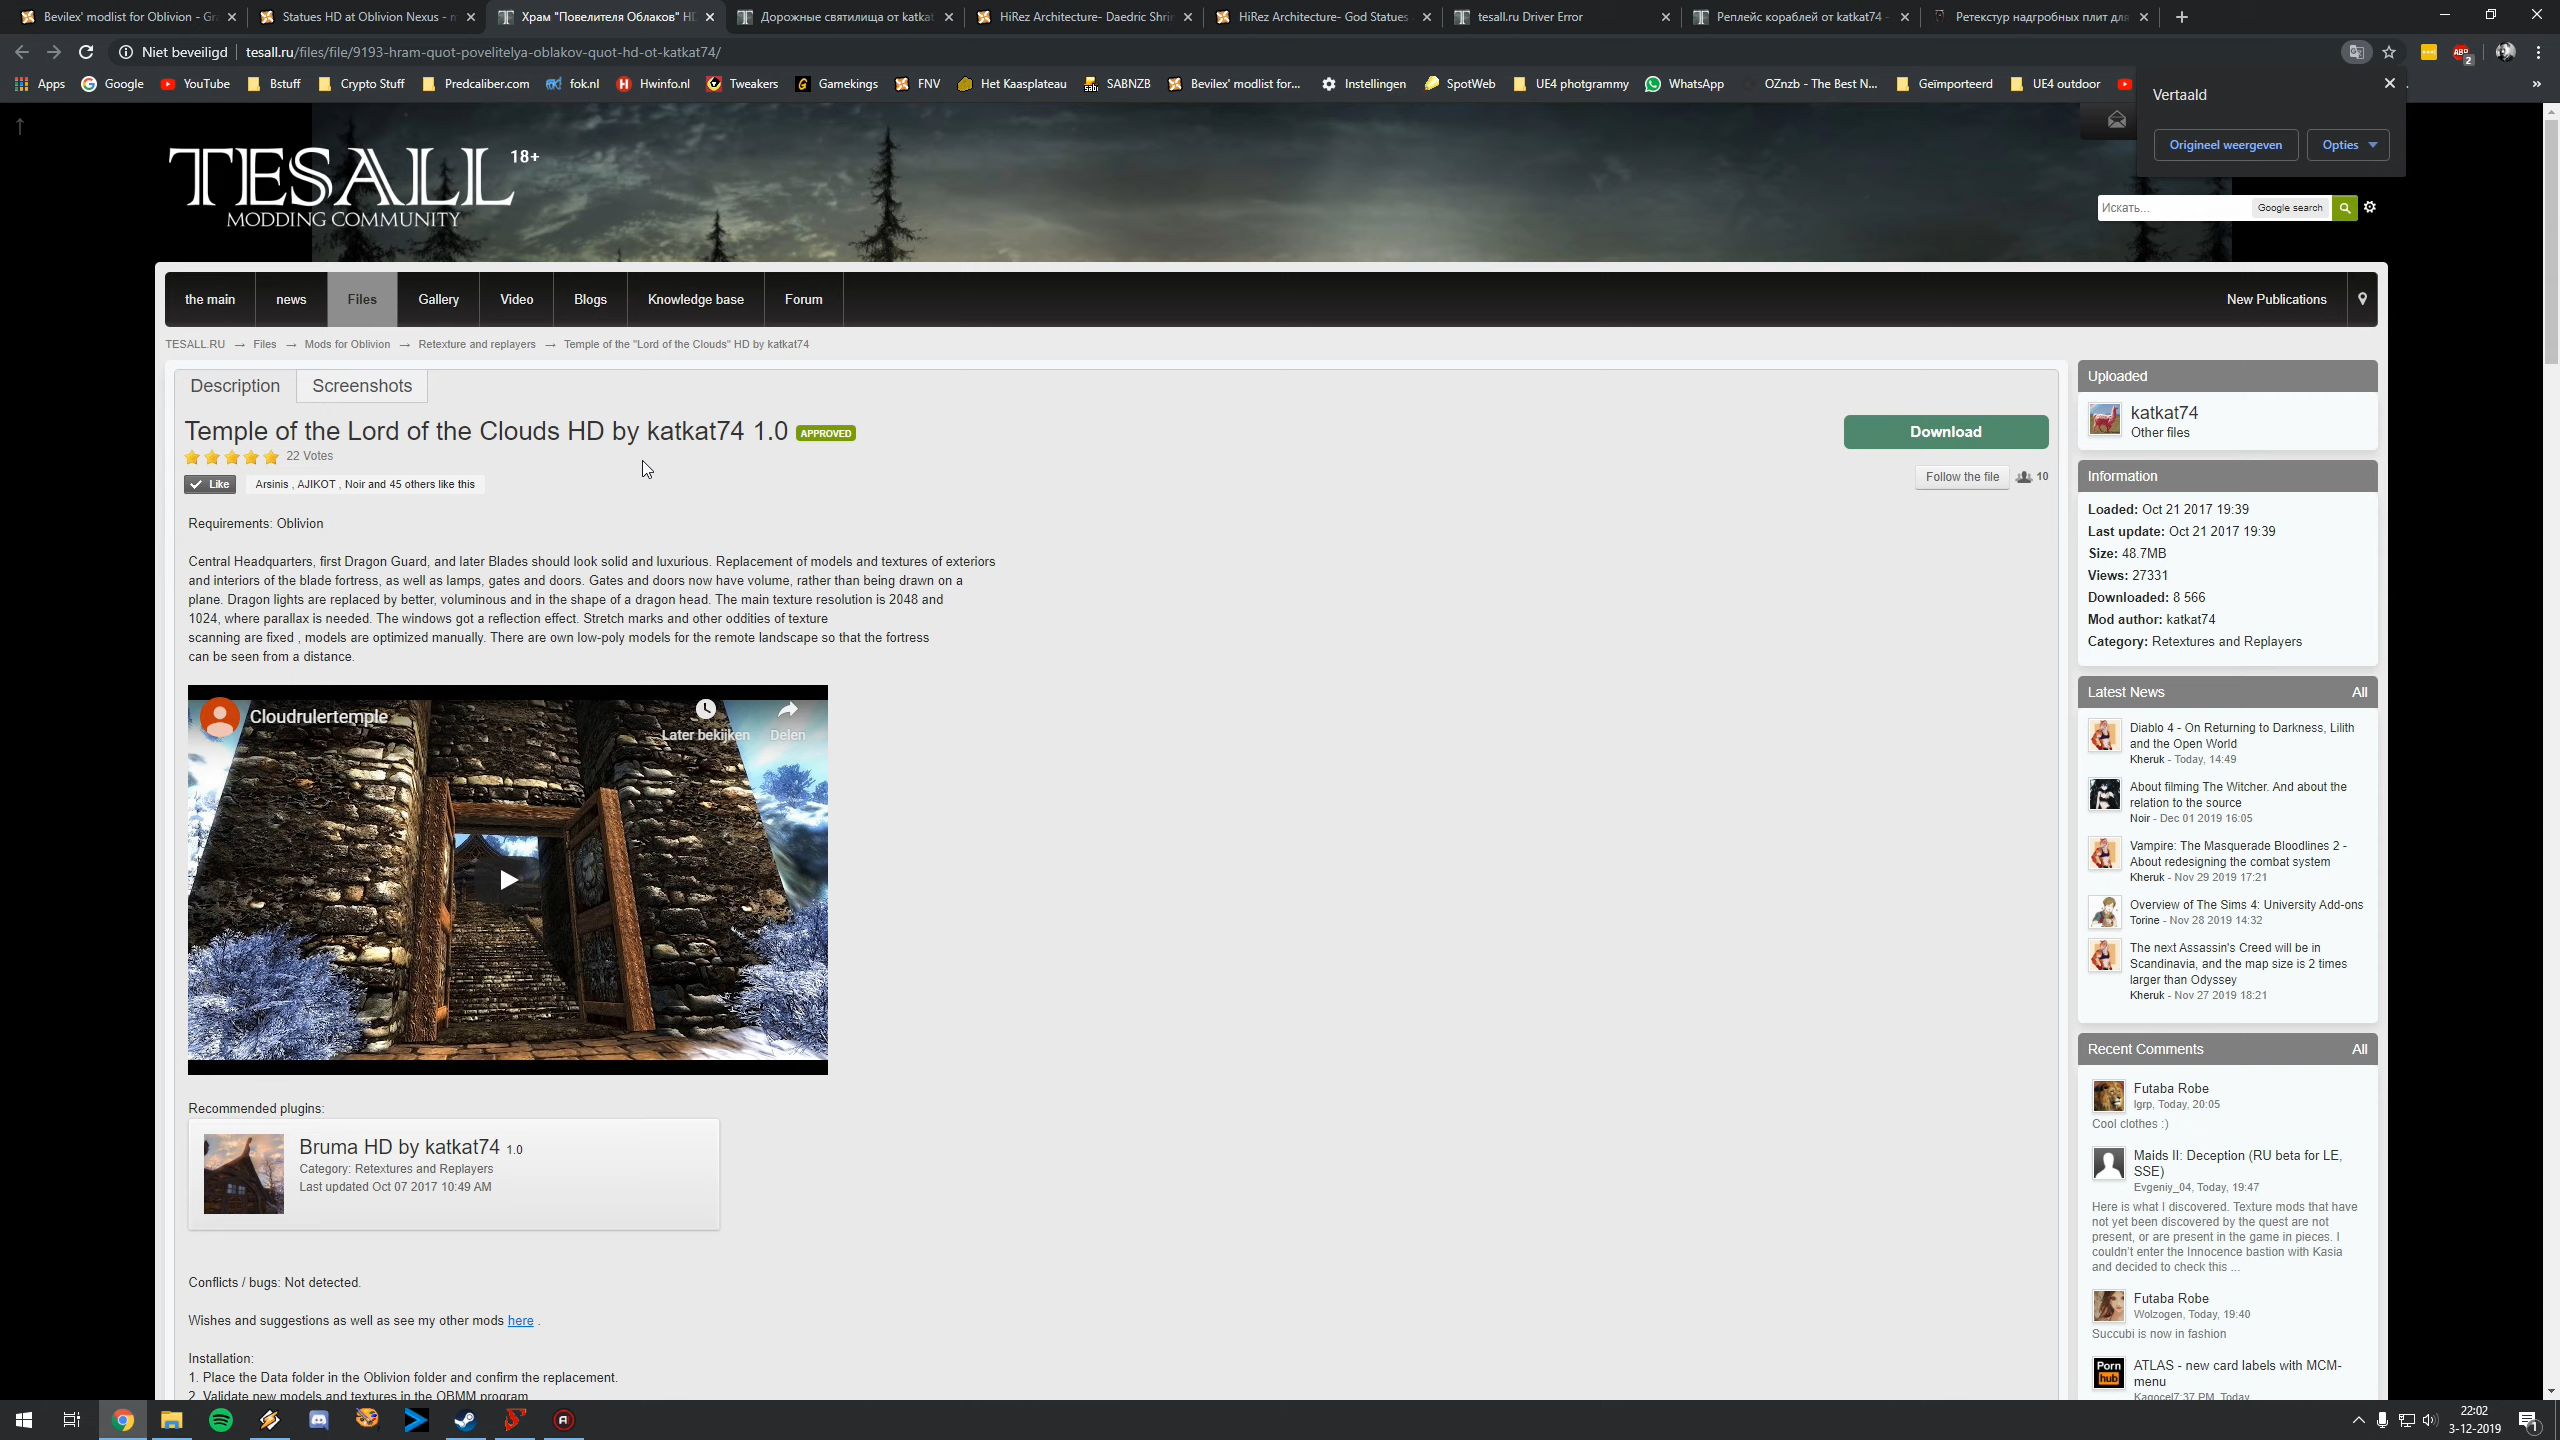 Bevilex' modlist for Oblivion - Gr
Statues HD at Oblivion Nexus - m
Храм "Повелителя Облаков" HD
Дорожные святилища от katkat
HiRez Architecture- Daedric Shrin
HiRez Architecture- God Statues
tesall.ru Driver Error
Реплейс кораблей от katkat74 -
Ретекстур надгробных плит для
Niet beveiligd
tesall.ru/files/file/9193-hram-quot-povelitelya-oblakov-quot-hd-ot-katkat74/
ABP
2
Apps
Google
YouTube
Bstuff
Crypto Stuff
Predcaliber.com
fok.nl
Hwinfo.nl
Tweakers
Gamekings
FNV
Het Kaasplateau
SABNZB
Bevilex' modlist for...
Instellingen
SpotWeb
UE4 photgrammy
WhatsApp
OZnzb - The Best N...
Geïmporteerd
UE4 outdoor
»
Vertaald
Origineel weergeven
Opties
TESALL
18+
MODDING COMMUNITY
Искать...
Google search
the main
news
Files
Gallery
Video
Blogs
Knowledge base
Forum
New Publications
TESALL.RU → Files → Mods for Oblivion → Retexture and replayers → Temple of the "Lord of the Clouds" HD by katkat74
Description
Screenshots
Temple of the Lord of the Clouds HD by katkat74 1.0 APPROVED
22 Votes
Like
Arsinis , AJIKOT , Noir and 45 others like this
Download
Follow the file
10
Requirements: Oblivion
Central Headquarters, first Dragon Guard, and later Blades should look solid and luxurious. Replacement of models and textures of exteriors
and interiors of the blade fortress, as well as lamps, gates and doors. Gates and doors now have volume, rather than being drawn on a
plane. Dragon lights are replaced by better, voluminous and in the shape of a dragon head. The main texture resolution is 2048 and
1024, where parallax is needed. The windows got a reflection effect. Stretch marks and other oddities of texture
scanning are fixed , models are optimized manually. There are own low-poly models for the remote landscape so that the fortress
can be seen from a distance.
Cloudrulertemple
Later bekijken
Delen
Recommended plugins:
Bruma HD by katkat74 1.0
Category: Retextures and Replayers
Last updated Oct 07 2017 10:49 AM
Conflicts / bugs: Not detected.
Wishes and suggestions as well as see my other mods here .
Installation:
1. Place the Data folder in the Oblivion folder and confirm the replacement.
2. Validate new models and textures in the OBMM program
Uploaded
katkat74
Other files
Information
Loaded: Oct 21 2017 19:39
Last update: Oct 21 2017 19:39
Size: 48.7MB
Views: 27331
Downloaded: 8 566
Mod author: katkat74
Category: Retextures and Replayers
Latest News
All
Diablo 4 - On Returning to Darkness, Lilith
and the Open World
Kheruk - Today, 14:49
About filming The Witcher. And about the
relation to the source
Noir - Dec 01 2019 16:05
Vampire: The Masquerade Bloodlines 2 -
About redesigning the combat system
Kheruk - Nov 29 2019 17:21
Overview of The Sims 4: University Add-ons
Torine - Nov 28 2019 14:32
The next Assassin's Creed will be in
Scandinavia, and the map size is 2 times
larger than Odyssey
Kheruk - Nov 27 2019 18:21
Recent Comments
All
Futaba Robe
lgrp, Today, 20:05
Cool clothes :)
Maids II: Deception (RU beta for LE,
SSE)
Evgeniy_04, Today, 19:47
Here is what I discovered. Texture mods that have
not yet been discovered by the quest are not
present, or are present in the game in pieces. I
couldn't enter the Innocence bastion with Kasia
and decided to check this ...
Futaba Robe
Wolzogen, Today, 19:40
Succubi is now in fashion
Porn
hub
ATLAS - new card labels with MCM-
menu
Kagocel7:37 PM, Today
22:02
3-12-2019
1